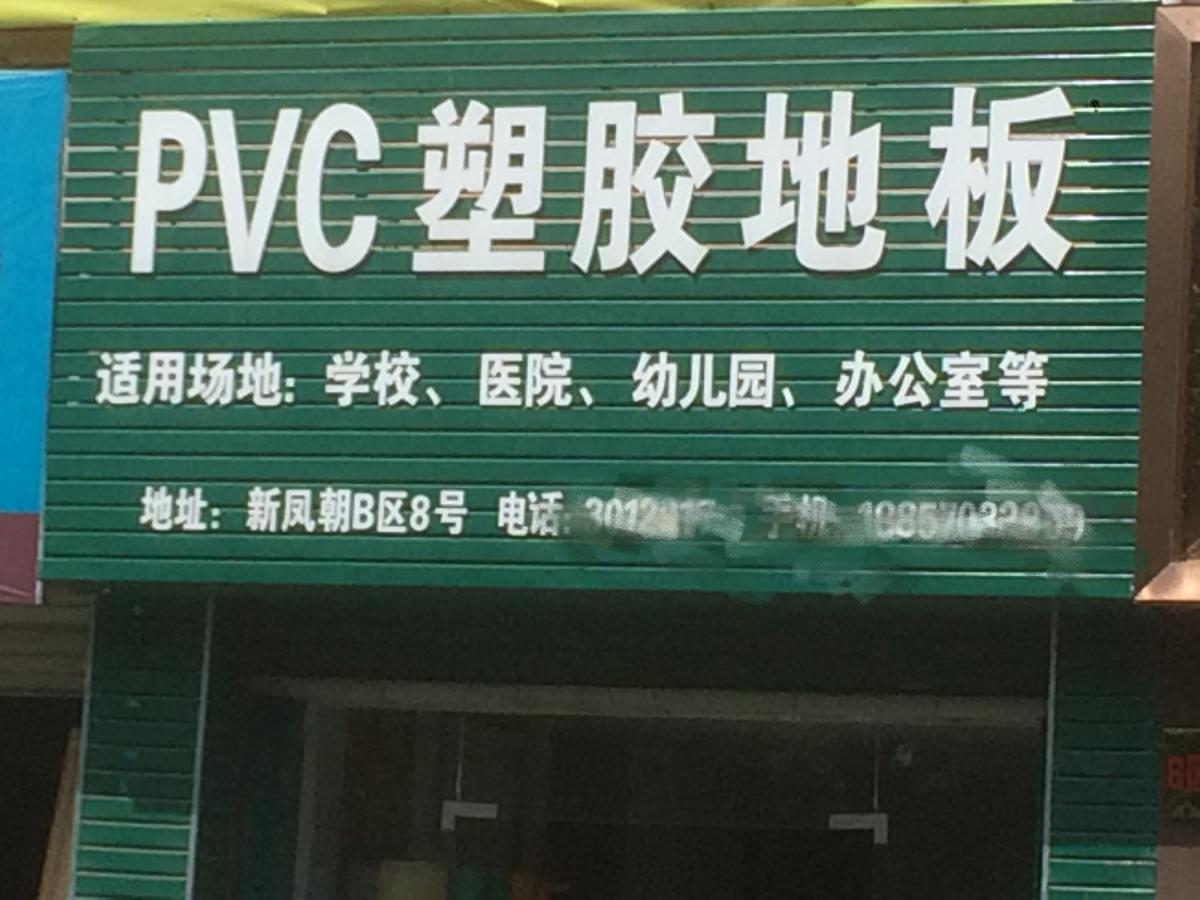 PVC塑胶地板
适用场地：学校、医院、幼儿园、办公室等
地址：新凤朝B区8号 电话: